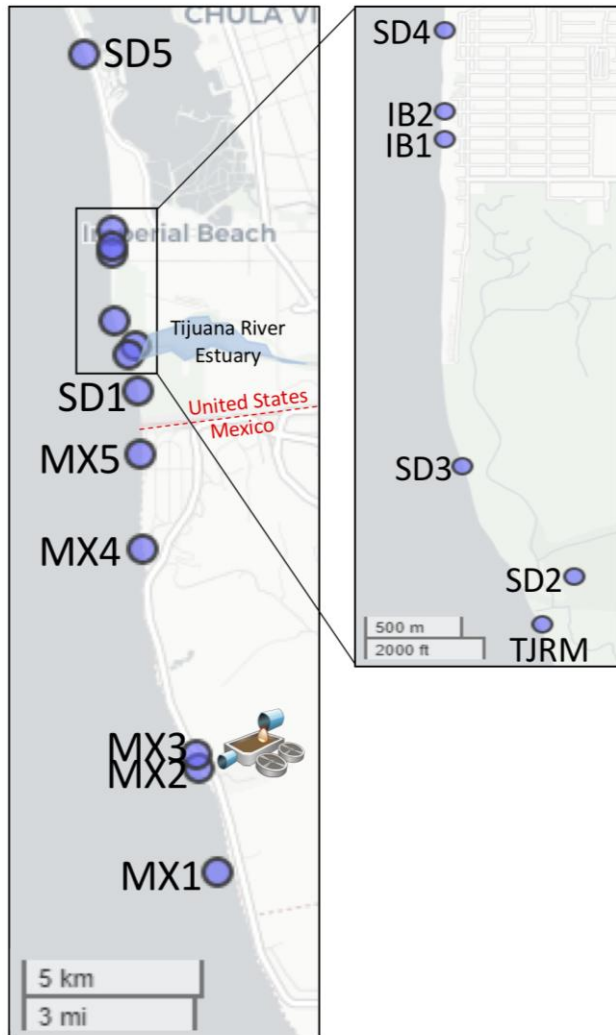 CHULA VI
SD5
Imperial Beach
Tijuana River
Estuary
SD1
United States
Mexico
MX5
MX4
MX3
MX2
MX1
5 km
3 mi
SD4
IB2
IB1
SD3
SD2
TJRM
500 m
2000 ft